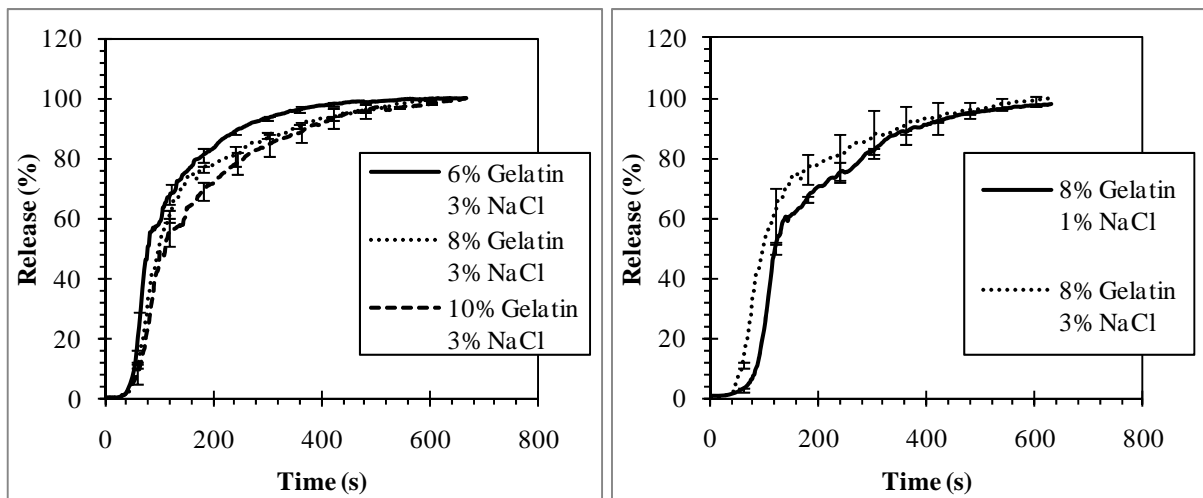 120
100
80
60
40
20
0
Release (%)
0 200 400 600 800
Time (s)
6% Gelatin
3% NaCl
8% Gelatin
3% NaCl
10% Gelatin
3% NaCl
120
100
80
60
40
20
0
Release (%)
0 200 400 600 800
Time (s)
8% Gelatin
1% NaCl
8% Gelatin
3% NaCl